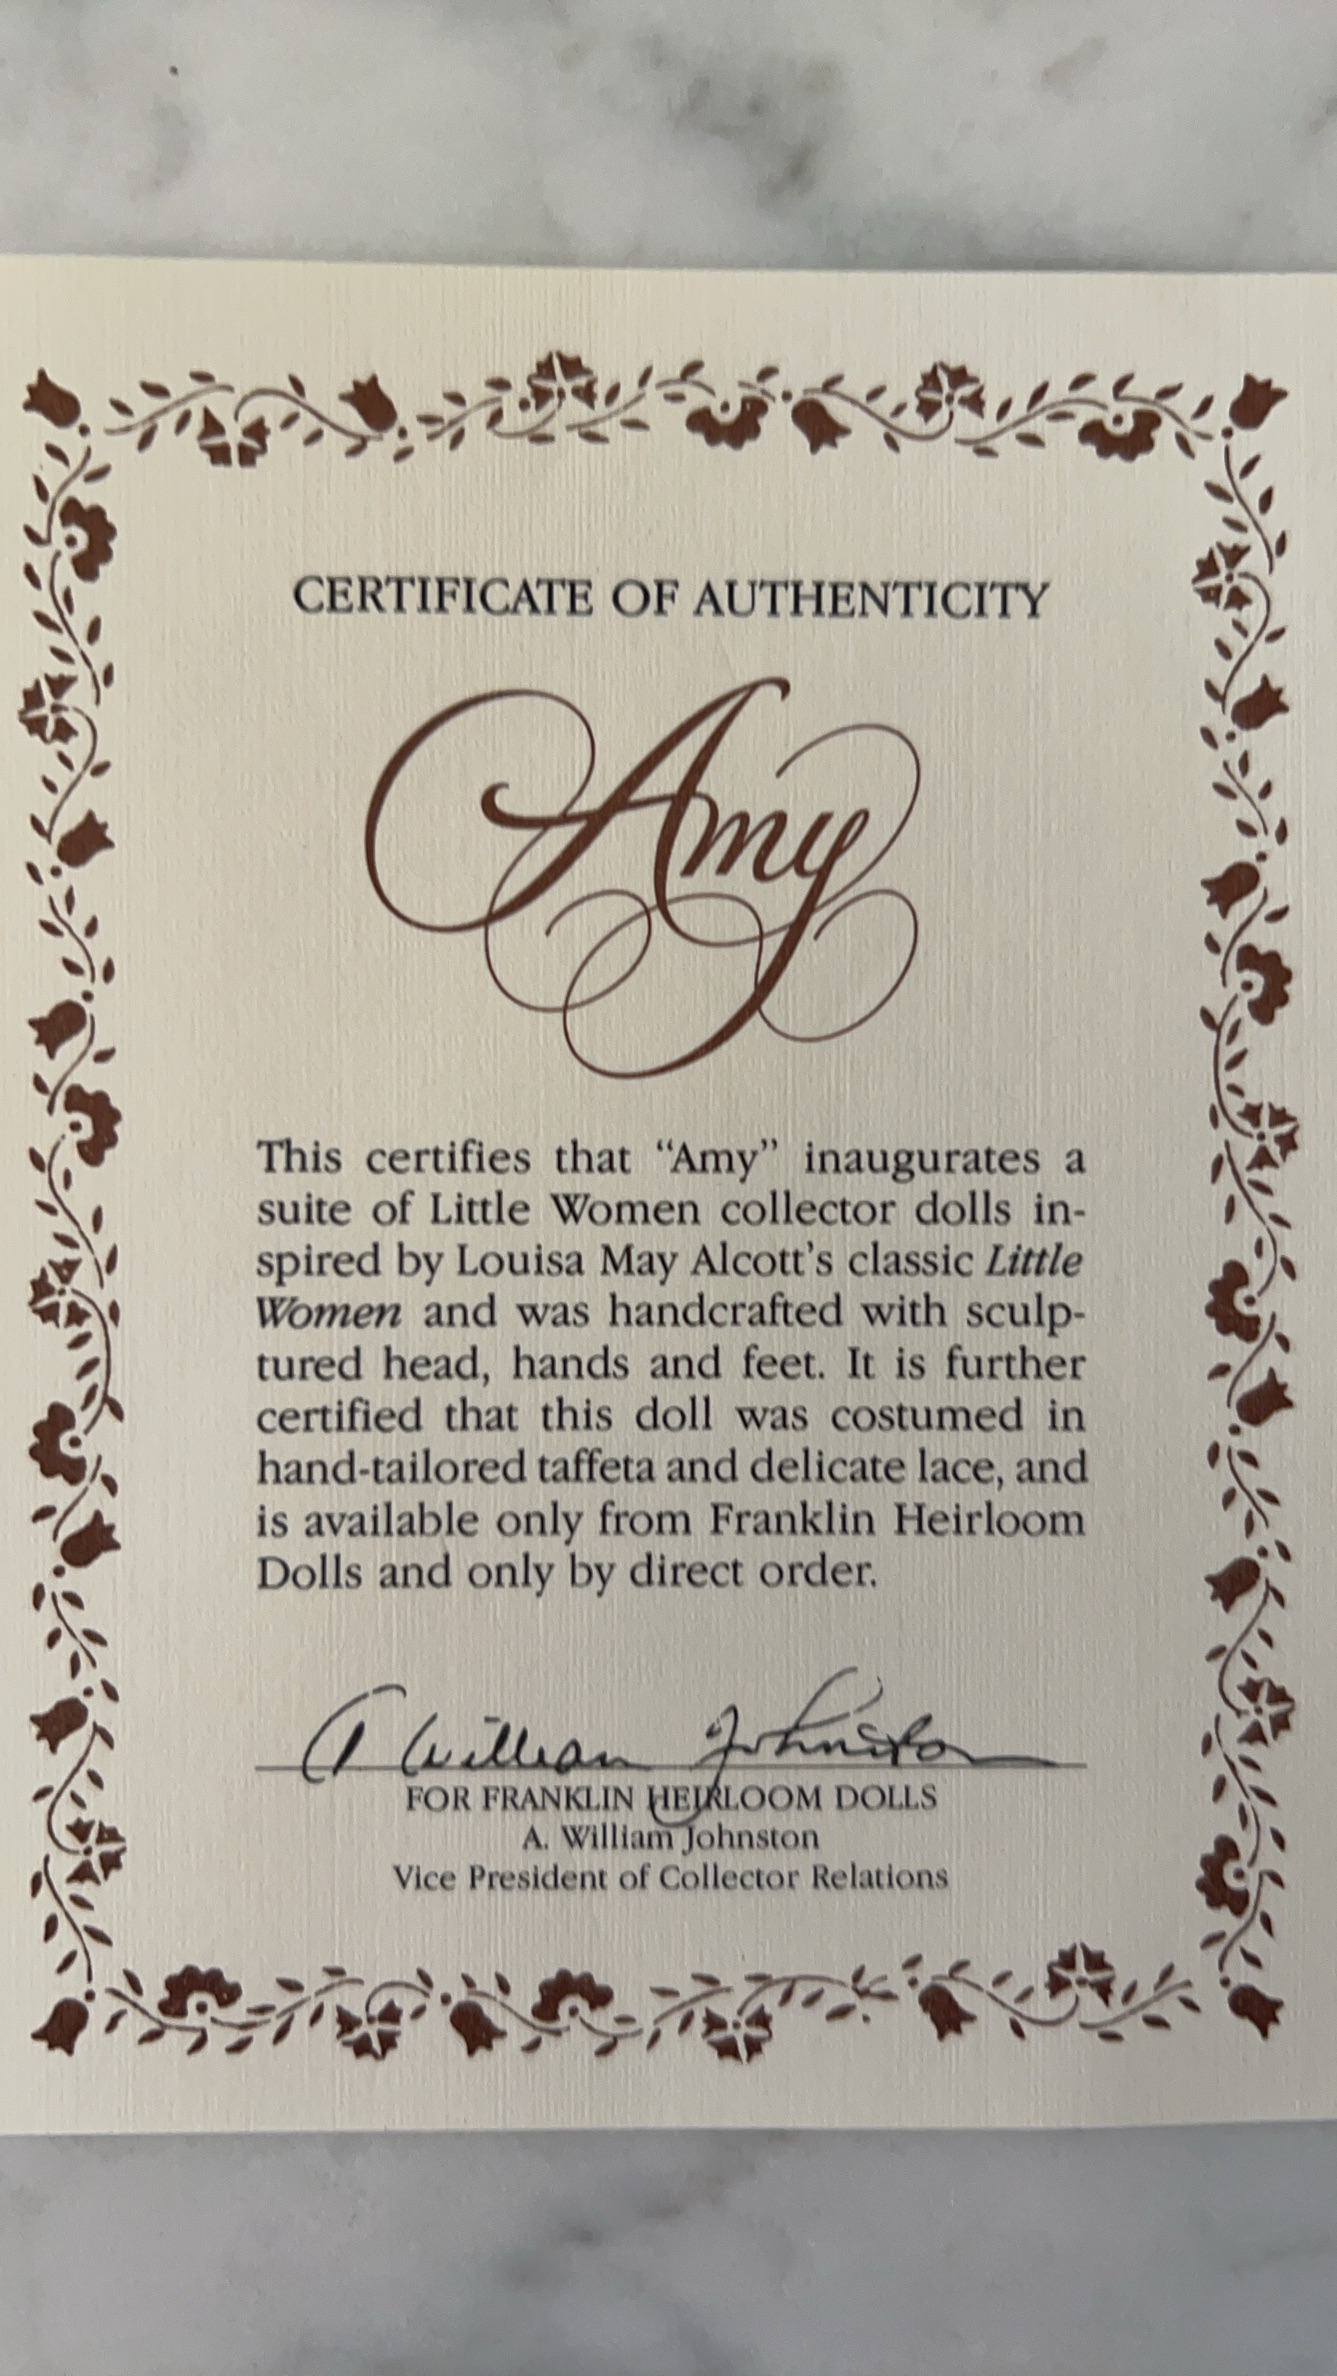 CERTIFICATE OF AUTHENTICITY
Amy
This certifies that “Amy” inaugurates a
suite of Little Women collector dolls in-
spired by Louisa May Alcott’s classic Little
Women and was handcrafted with sculp-
tured head, hands and feet. It is further
certified that this doll was costumed in
hand-tailored taffeta and delicate lace, and
is available only from Franklin Heirloom
Dolls and only by direct order.
A William Johnston
FOR FRANKLIN HEIRLOOM DOLLS
A. William Johnston
Vice President of Collector Relations